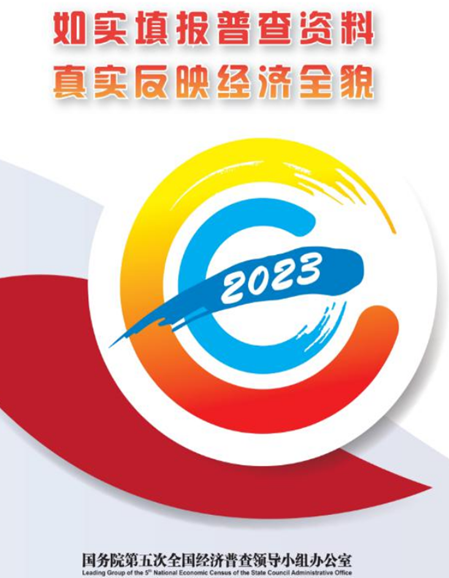 如实填报普查资料
真实反映经济全貌
2023
国务院第五次全国经济普查领导小组办公室
Leading Group of the 5th National Economic Census of the State Council Administrative Office